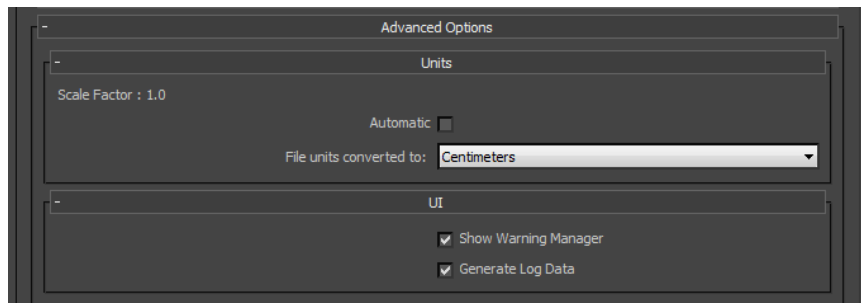 - Advanced Options
- Units
Scale Factor : 1.0
Automatic
File units converted to: Centimeters
- UI
Show Warning Manager
Generate Log Data